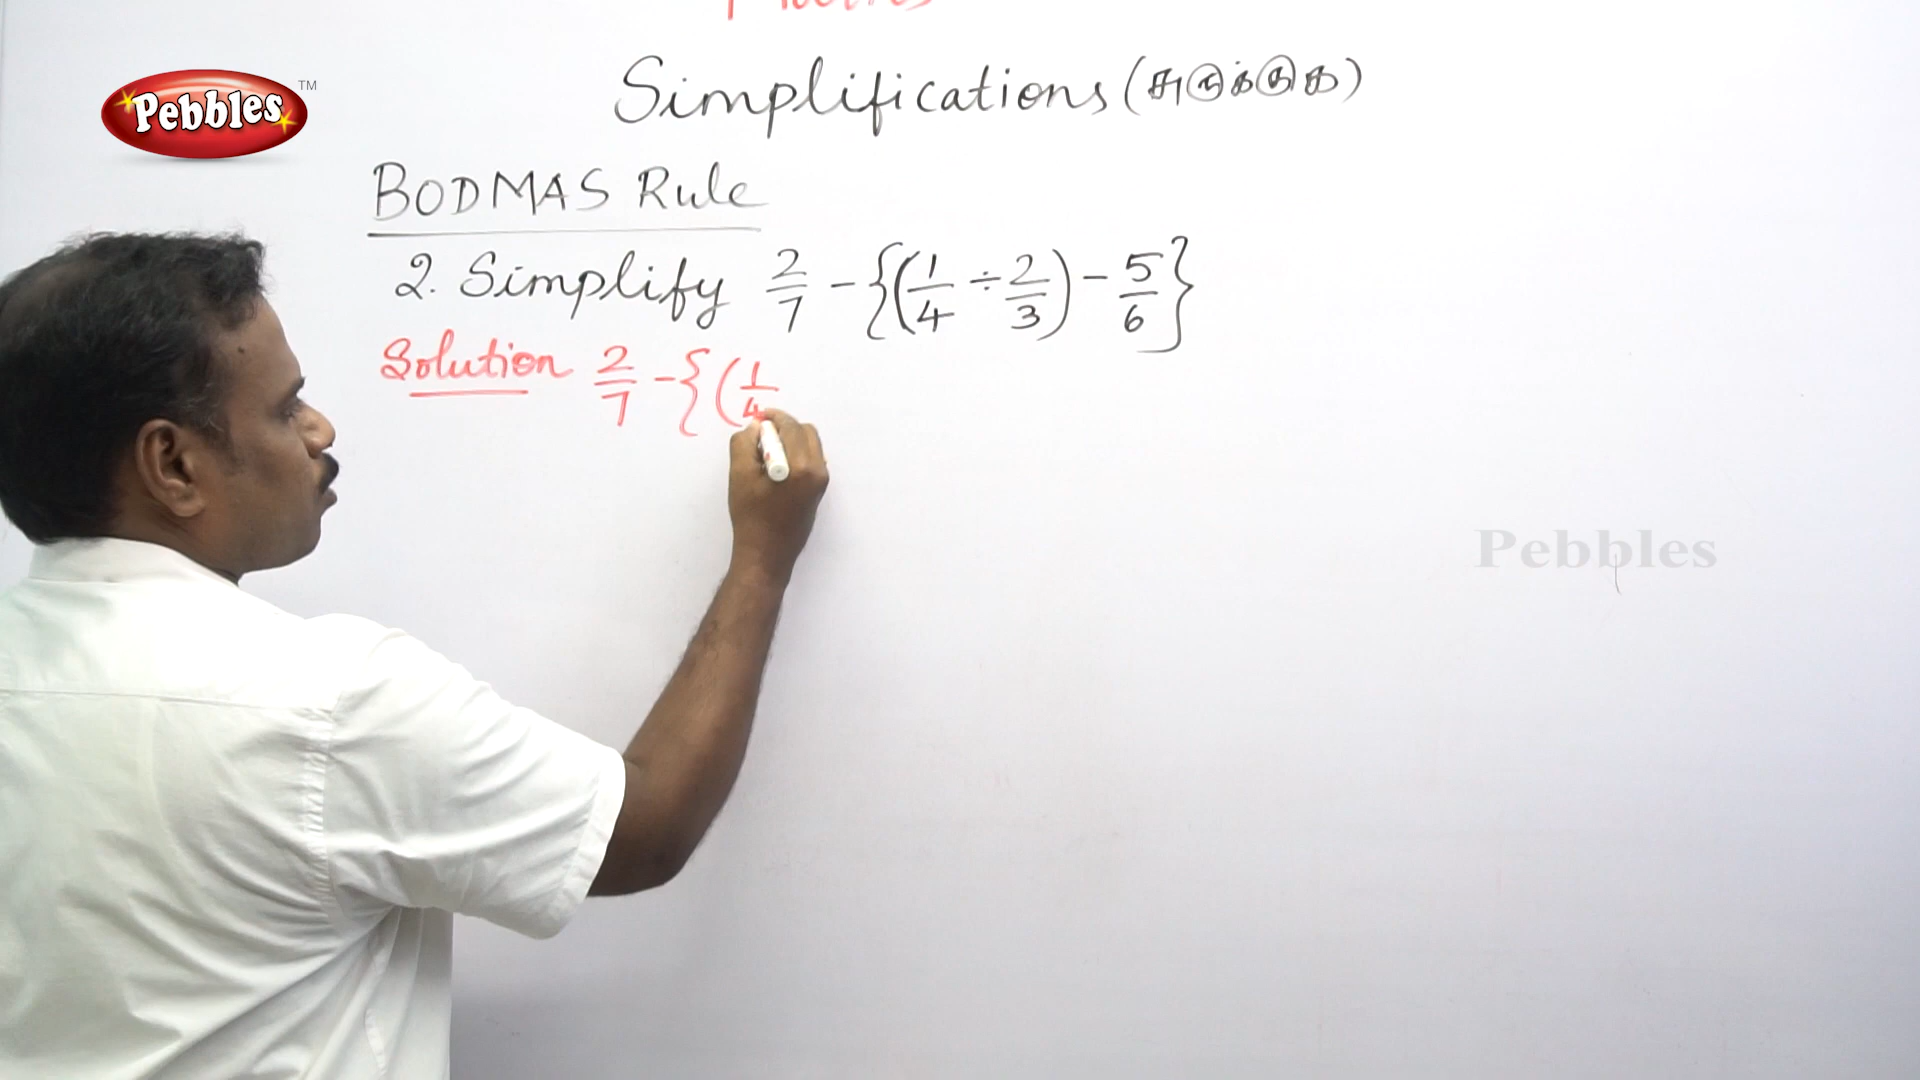 Pebbles™
Simplifications (சுருக்குக)
BODMAS Rule
2. Simplify 2/7 - {(1/4 ÷ 2/3) - 5/6}
Solution 2/7 - {(1/4
Pebbles